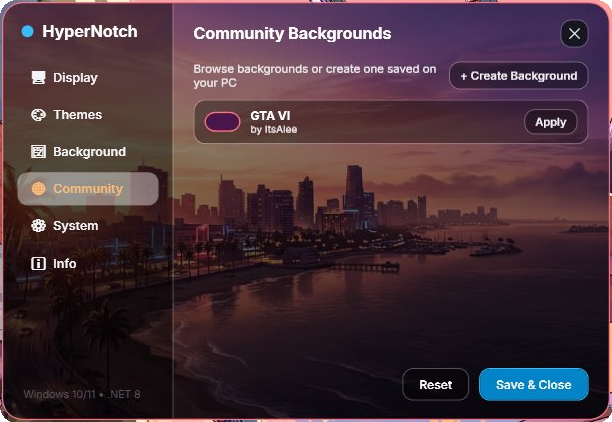 HyperNotch
Display
Themes
Background
Community
System
Info
Windows 10/11 • .NET 8
Community Backgrounds
Browse backgrounds or create one saved on
your PC
+ Create Background
GTA VI
by ItsAlee
Apply
Reset
Save & Close